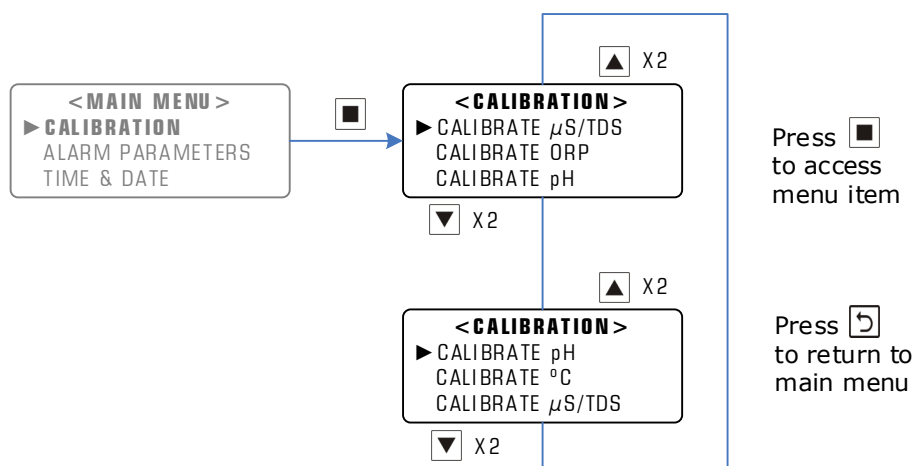 X2
<MAIN MENU>
►CALIBRATION
ALARM PARAMETERS
TIME & DATE
<CALIBRATION>
►CALIBRATE µS/TDS
CALIBRATE ORP
CALIBRATE pH
X2
Press
to access
menu item
X2
<CALIBRATION>
►CALIBRATE pH
CALIBRATE ºC
CALIBRATE µS/TDS
X2
Press
to return to
main menu